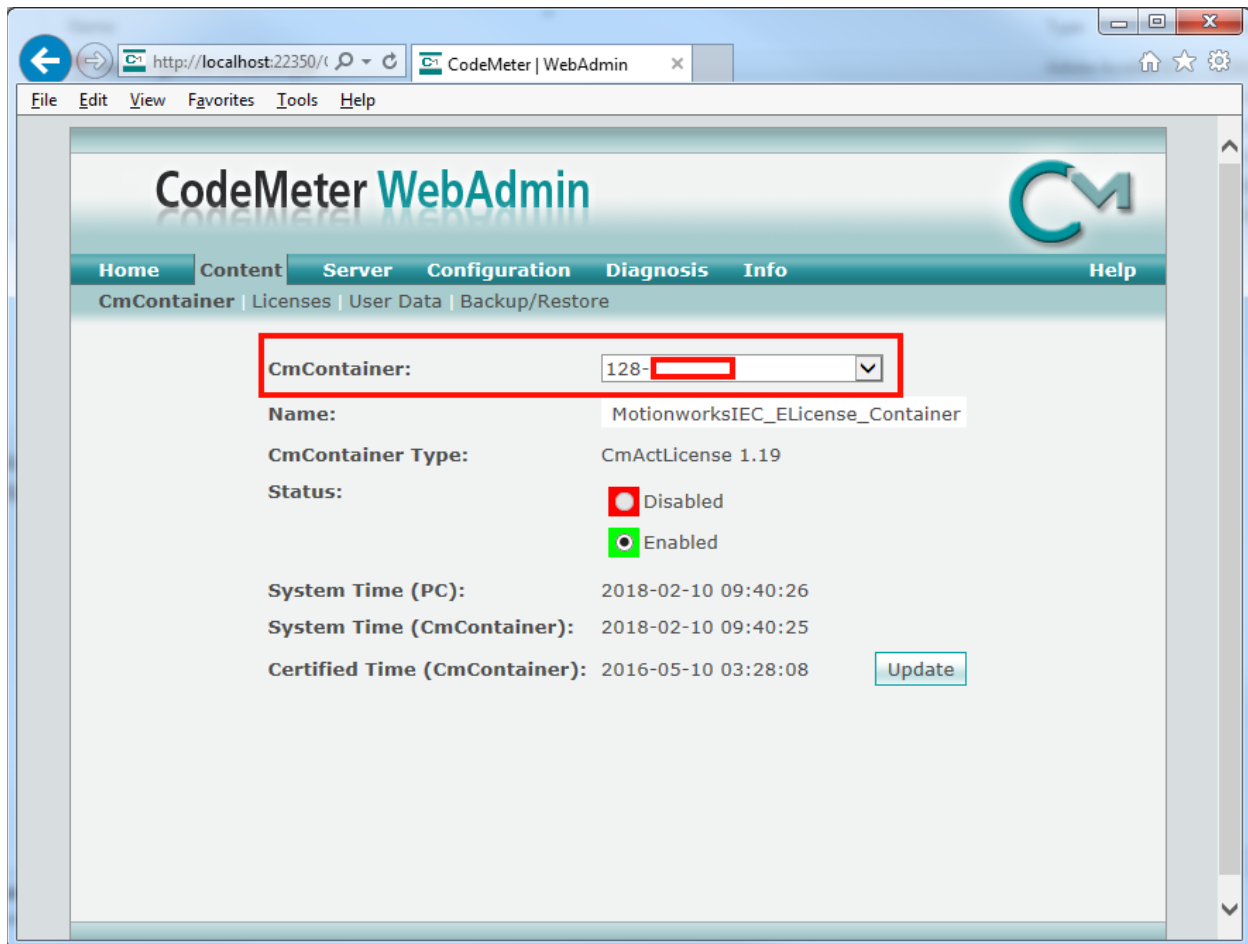 http://localhost:22350/(
CodeMeter | WebAdmin
File Edit View Favorites Tools Help
CodeMeter WebAdmin
CM
Home Content Server Configuration Diagnosis Info Help
CmContainer | Licenses | User Data | Backup/Restore
CmContainer: 128-
Name: MotionworksIEC_ELicense_Container
CmContainer Type: CmActLicense 1.19
Status: Disabled
Enabled
System Time (PC): 2018-02-10 09:40:26
System Time (CmContainer): 2018-02-10 09:40:25
Certified Time (CmContainer): 2016-05-10 03:28:08 Update